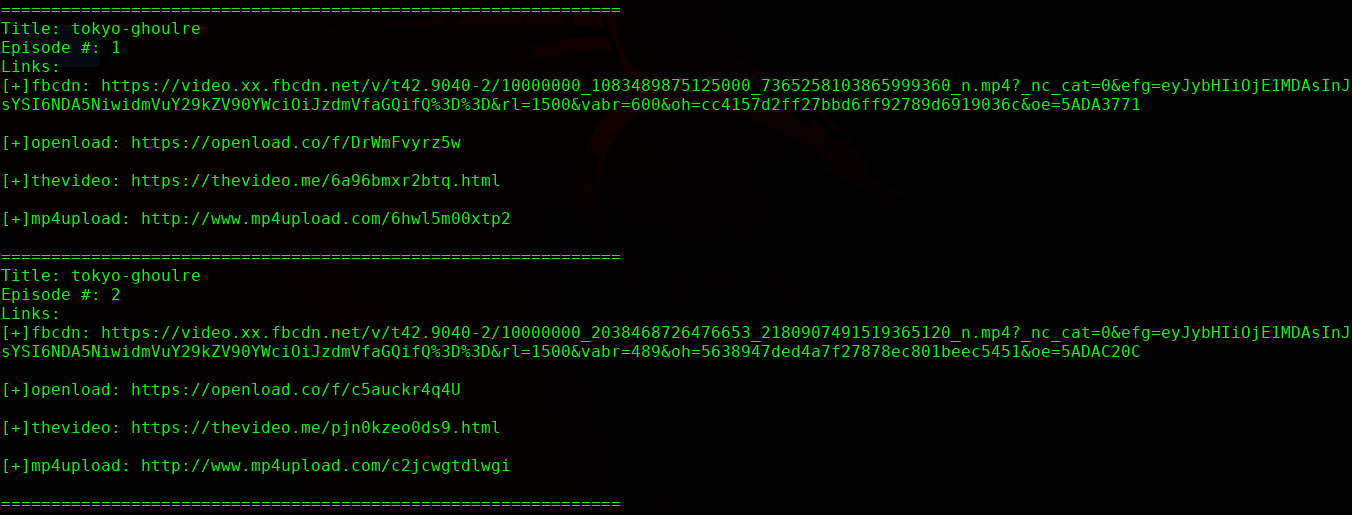 ==============================================================
Title: tokyo-ghoulre
Episode #: 1
Links:
[+]fbcdn: https://video.xx.fbcdn.net/v/t42.9040-2/10000000_1083489875125000_7365258103865999360_n.mp4?_nc_cat=0&efg=eyJybHIiOjE1MDAsInJ
sYSI6NDA5NiwidmVuY29kZV90YWciOiJzdmVfaGQifQ%3D%3D&rl=1500&vabr=600&oh=cc4157d2ff27bbd6ff92789d6919036c&oe=5ADA3771
[+]openload: https://openload.co/f/DrWmFvyrz5w
[+]thevideo: https://thevideo.me/6a96bmxr2btq.html
[+]mp4upload: http://www.mp4upload.com/6hwl5m00xtp2
==============================================================
Title: tokyo-ghoulre
Episode #: 2
Links:
[+]fbcdn: https://video.xx.fbcdn.net/v/t42.9040-2/10000000_2038468726476653_2180907491519365120_n.mp4?_nc_cat=0&efg=eyJybHIiOjE1MDAsInJ
sYSI6NDA5NiwidmVuY29kZV90YWciOiJzdmVfaGQifQ%3D%3D&rl=1500&vabr=489&oh=5638947ded4a7f27878ec801beec5451&oe=5ADAC20C
[+]openload: https://openload.co/f/c5auckr4q4U
[+]thevideo: https://thevideo.me/pjn0kzeo0ds9.html
[+]mp4upload: http://www.mp4upload.com/c2jcwgtdlwgi
==============================================================